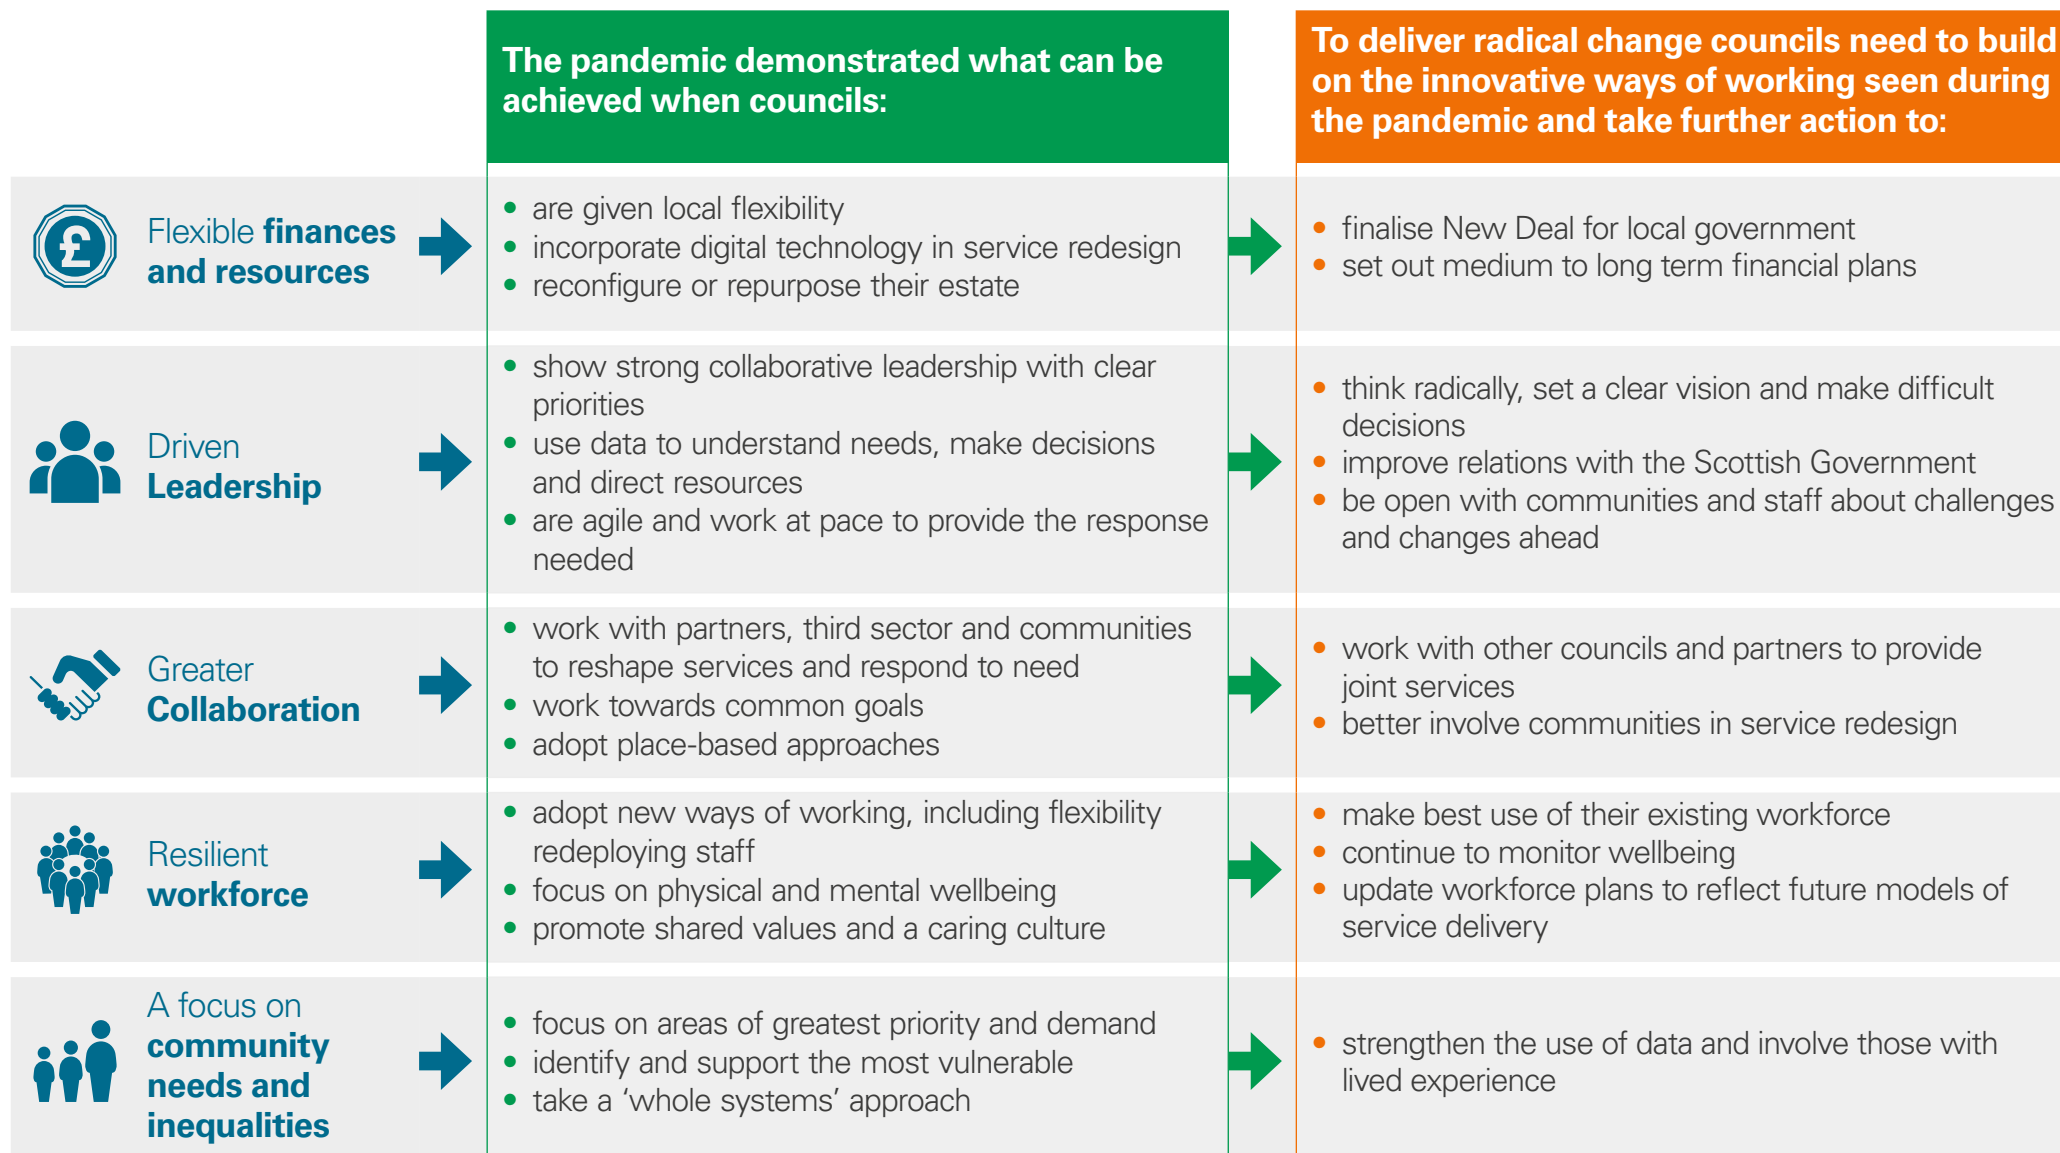 The pandemic demonstrated what can be
achieved when councils:
To deliver radical change councils need to build
on the innovative ways of working seen during
the pandemic and take further action to:
£
Flexible finances
and resources
• are given local flexibility
• incorporate digital technology in service redesign
• reconfigure or repurpose their estate
• finalise New Deal for local government
• set out medium to long term financial plans
Driven
Leadership
• show strong collaborative leadership with clear
priorities
• use data to understand needs, make decisions
and direct resources
• are agile and work at pace to provide the response
needed
• think radically, set a clear vision and make difficult
decisions
• improve relations with the Scottish Government
• be open with communities and staff about challenges
and changes ahead
Greater
Collaboration
• work with partners, third sector and communities
to reshape services and respond to need
• work towards common goals
• adopt place-based approaches
• work with other councils and partners to provide
joint services
• better involve communities in service redesign
Resilient
workforce
• adopt new ways of working, including flexibility
redeploying staff
• focus on physical and mental wellbeing
• promote shared values and a caring culture
• make best use of their existing workforce
• continue to monitor wellbeing
• update workforce plans to reflect future models of
service delivery
A focus on
community
needs and
inequalities
• focus on areas of greatest priority and demand
• identify and support the most vulnerable
• take a ‘whole systems’ approach
• strengthen the use of data and involve those with
lived experience